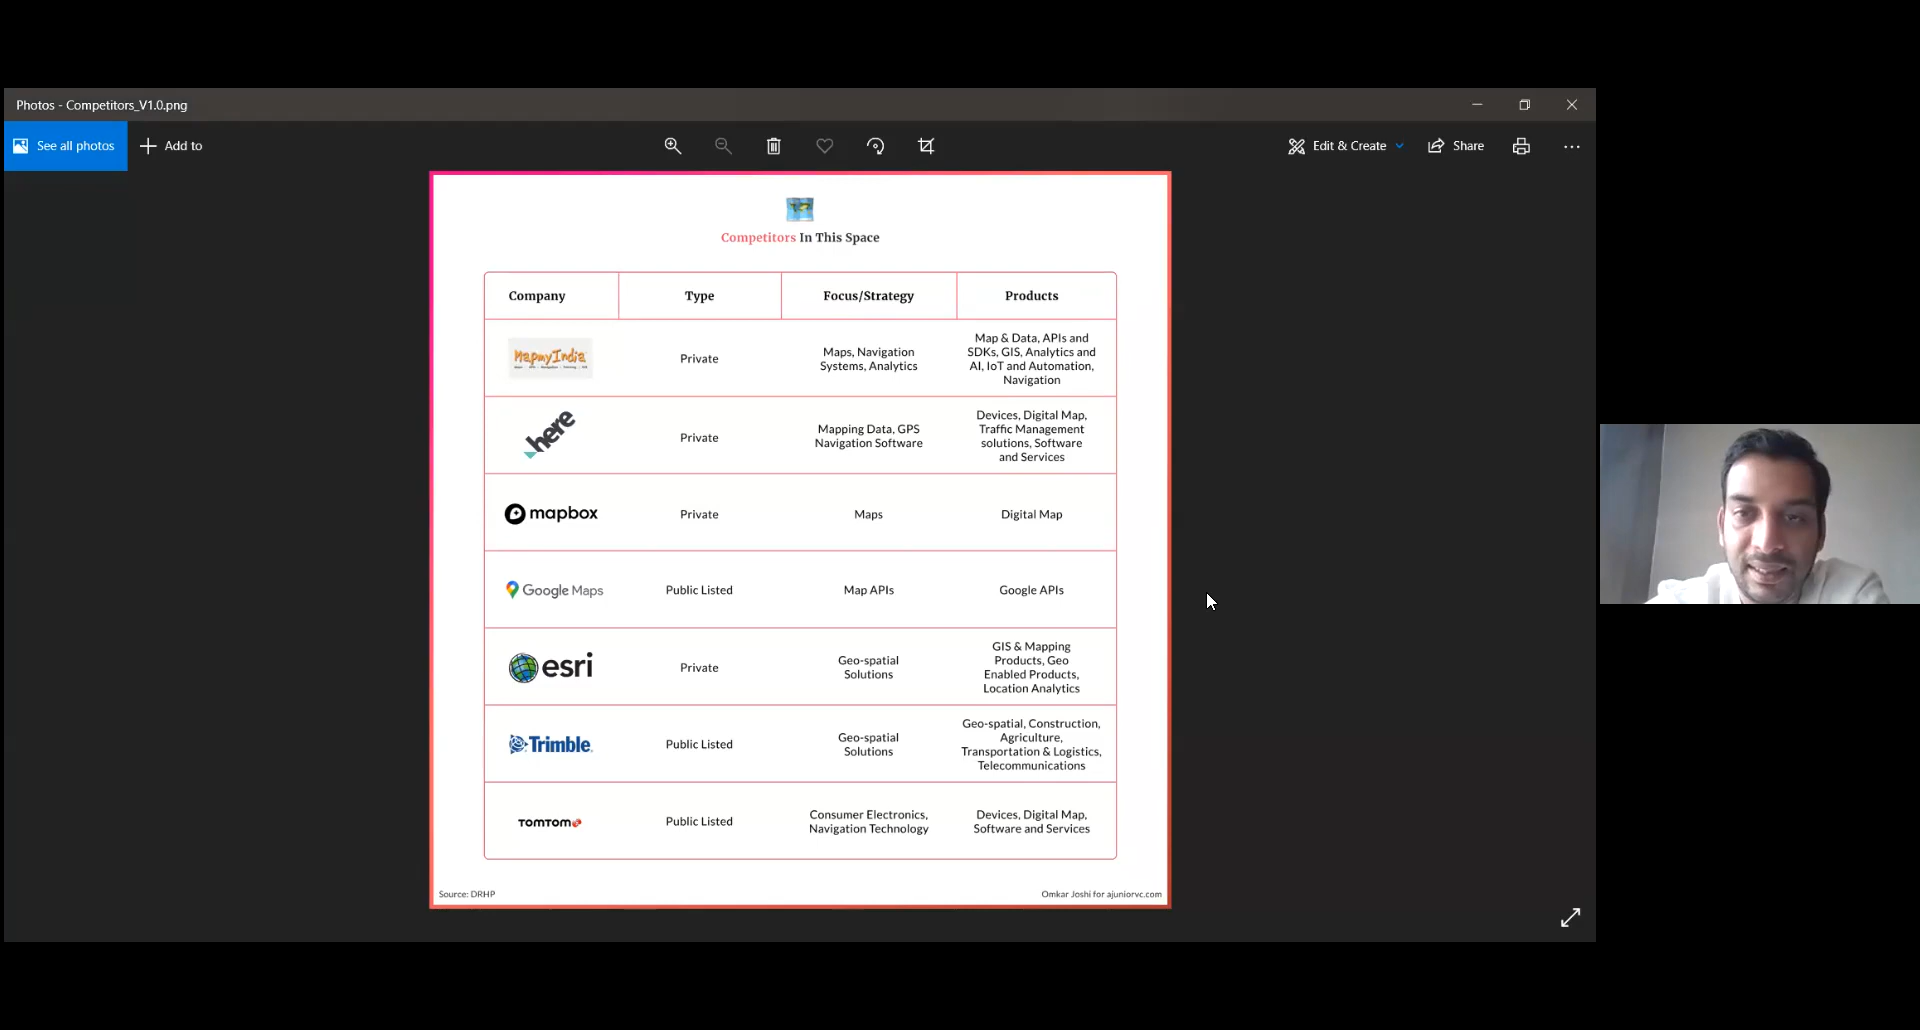 Photos - Competitors_V1.0.png
See all photos
Add to
Edit & Create
Share
Competitors In This Space
Company
Type
Focus/Strategy
Products
MapmyIndia
Private
Maps, Navigation
Systems, Analytics
Map & Data, APIs and
SDKs, GIS, Analytics and
AI, IoT and Automation,
Navigation
here
Private
Mapping Data, GPS
Navigation Software
Devices, Digital Map,
Traffic Management
solutions, Software
and Services
mapbox
Private
Maps
Digital Map
Google Maps
Public Listed
Map APIs
Google APIs
esri
Private
Geo-spatial
Solutions
GIS & Mapping
Products, Geo
Enabled Products,
Location Analytics
Trimble
Public Listed
Geo-spatial
Solutions
Geo-spatial, Construction,
Agriculture,
Transportation & Logistics,
Telecommunications
TOMTOM
Public Listed
Consumer Electronics,
Navigation Technology
Devices, Digital Map,
Software and Services
Source: DRHP
Omkar Joshi for ajuniorvc.com